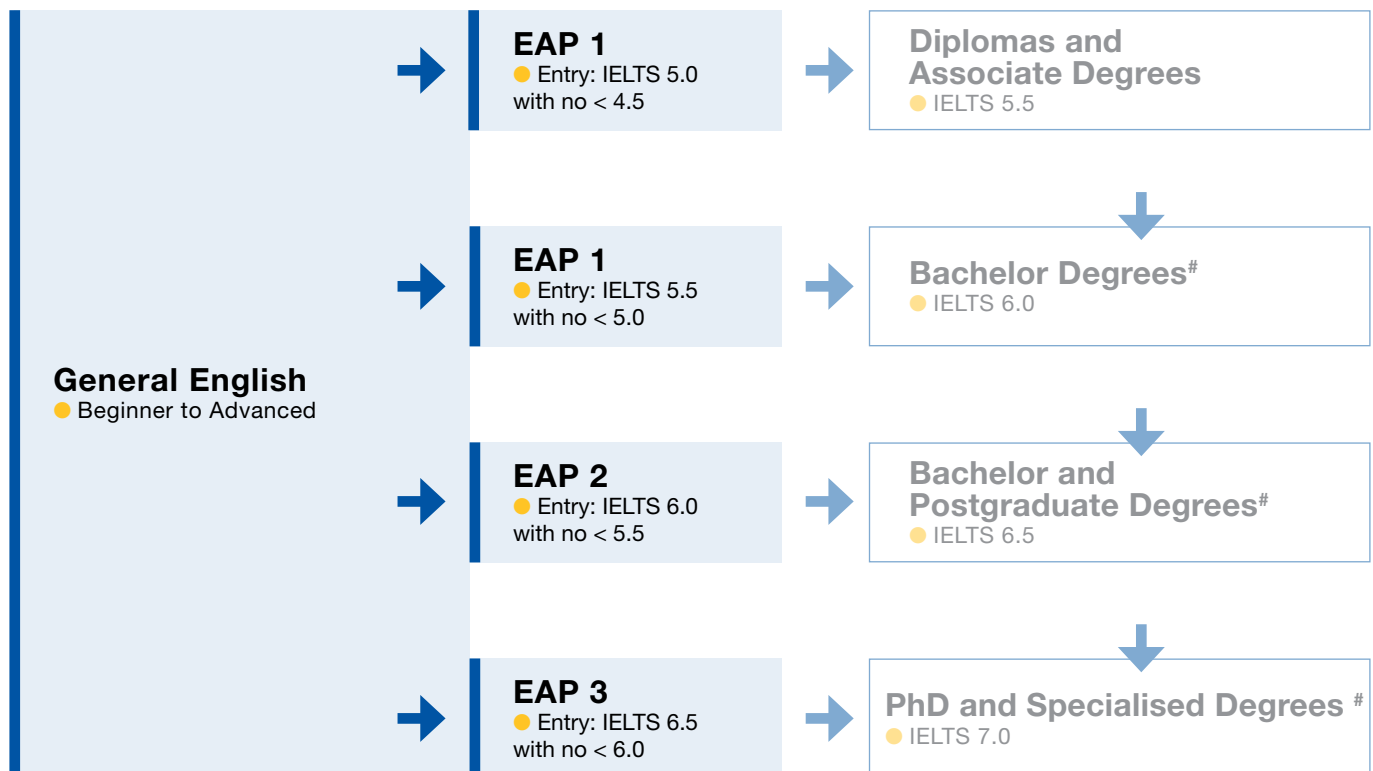 EAP 1
Entry: IELTS 5.0
with no < 4.5
Diplomas and
Associate Degrees
IELTS 5.5
EAP 1
Entry: IELTS 5.5
with no < 5.0
Bachelor Degrees#
IELTS 6.0
General English
Beginner to Advanced
EAP 2
Entry: IELTS 6.0
with no < 5.5
Bachelor and
Postgraduate Degrees#
IELTS 6.5
EAP 3
Entry: IELTS 6.5
with no < 6.0
PhD and Specialised Degrees #
IELTS 7.0